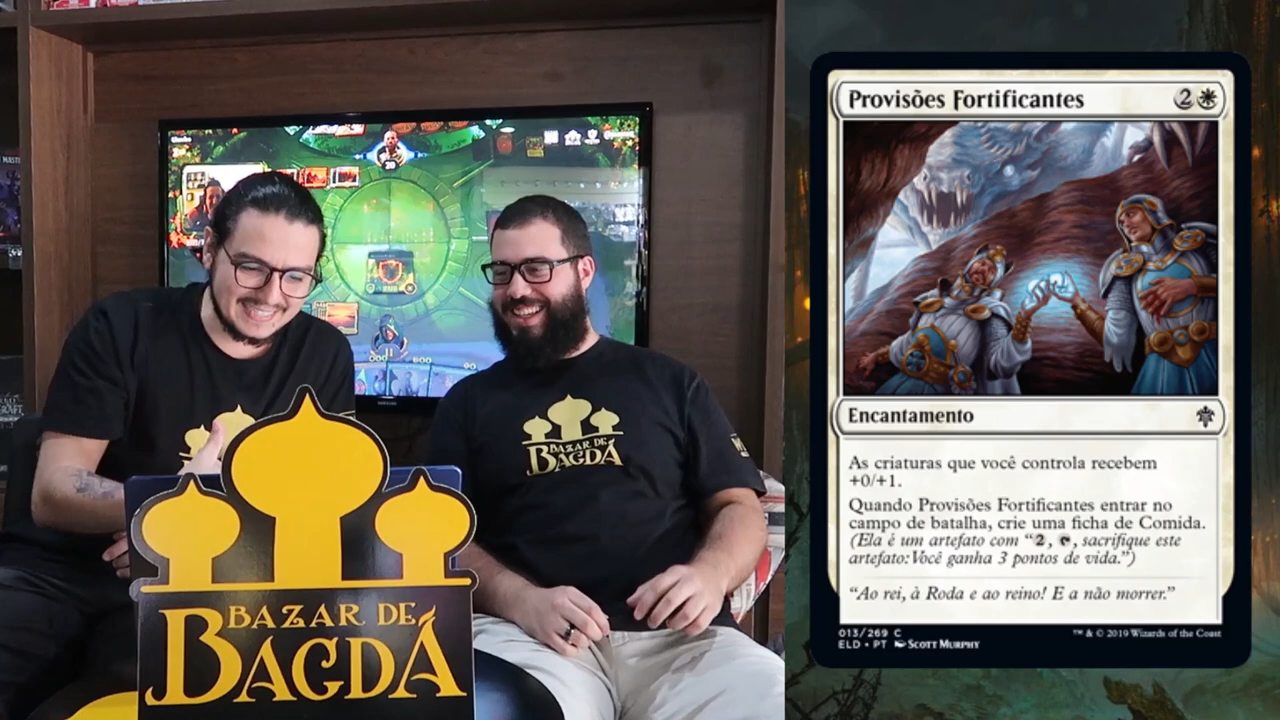 BAZAR DE
BAGDÁ
BAZAR DE
BAGDÁ
Provisões Fortificantes
2
Encantamento
As criaturas que você controla recebem
+0/+1.
Quando Provisões Fortificantes entrar no
campo de batalha, crie uma ficha de Comida.
(Ela é um artefato com “2, , sacrifique este
artefato: Você ganha 3 pontos de vida.”)
“Ao rei, à Roda e ao reino! E a não morrer.”
013/269 C
ELD • PT Scott Murphy
™ & © 2019 Wizards of the Coast